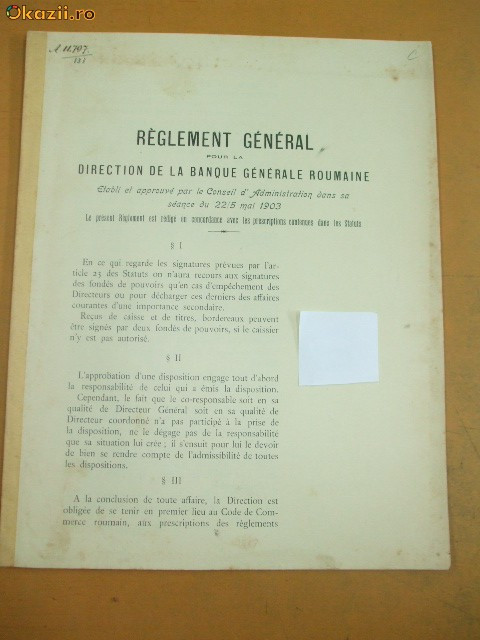 Okazii.ro
A 11.797.
III
C
RÈGLEMENT GÉNÉRAL
POUR LA
DIRECTION DE LA BANQUE GÉNÉRALE ROUMAINE
Etabli et approuvé par le Conseil d'Administration dans sa
séance du 22/5 mai 1903
Le présent Règlement est rédigé en concordance avec les prescriptions contenues dans les Statuts
§ I
En ce qui regarde les signatures prévues par l'ar-
ticle 23 des Statuts on n'aura recours aux signatures
des fondés de pouvoirs qu'en cas d'empêchement des
Directeurs ou pour décharger ces derniers des affaires
courantes d'une importance secondaire.
Reçus de caisse et de titres, bordereaux peuvent
être signés par deux fondés de pouvoirs, si le caissier
n'y est pas autorisé.
§ II
L'approbation d'une disposition engage tout d'abord
la responsabilité de celui qui a émis la disposition.
Cependant, le fait que le co-responsable soit en sa
qualité de Directeur Général soit en sa qualité de
Directeur coordonné n'a pas participé à la prise de
la disposition, ne le dégage pas de la responsabilité
que sa situation lui crée; il s'ensuit pour lui le devoir
de bien se rendre compte de l'admissibilité de toutes
les dispositions.
§ III
A la conclusion de toute affaire, la Direction est
obligée de se tenir en premier lieu au Code de Com-
merce roumain, aux prescriptions des règlements